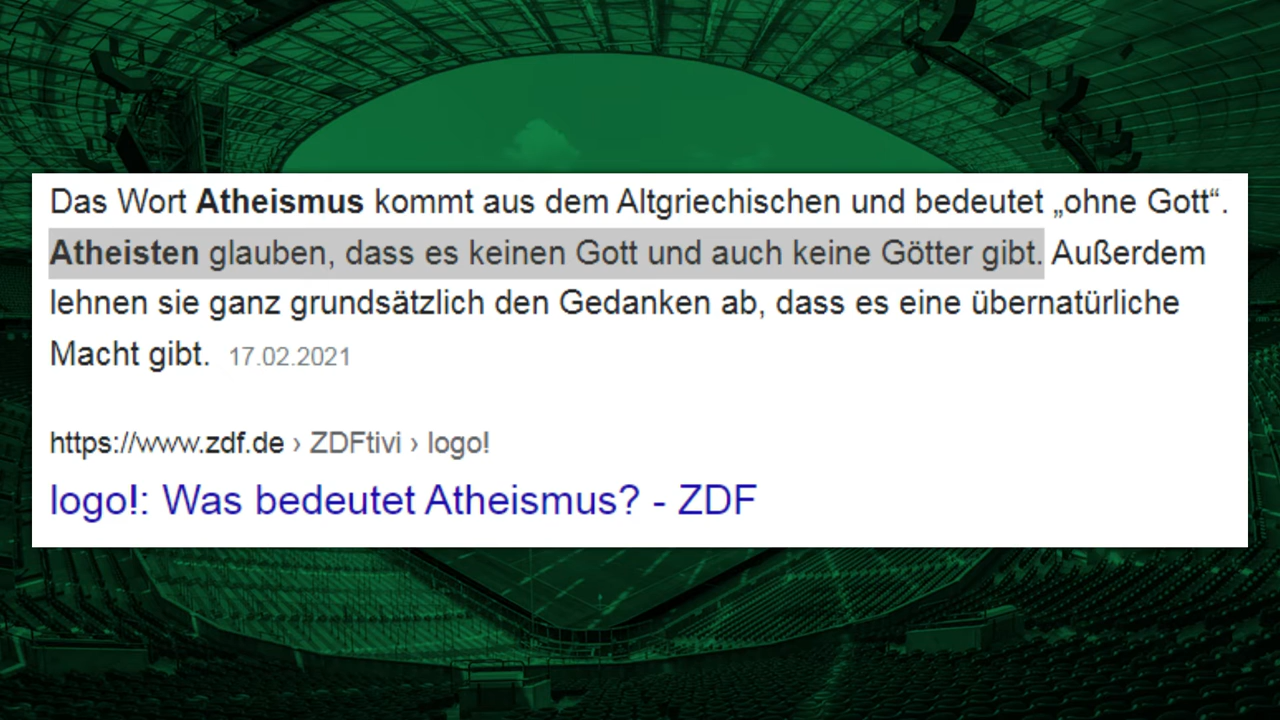 Das Wort Atheismus kommt aus dem Altgriechischen und bedeutet „ohne Gott“.
Atheisten glauben, dass es keinen Gott und auch keine Götter gibt. Außerdem
lehnen sie ganz grundsätzlich den Gedanken ab, dass es eine übernatürliche
Macht gibt. 17.02.2021
https://www.zdf.de › ZDFtivi › logo!
logo!: Was bedeutet Atheismus? - ZDF